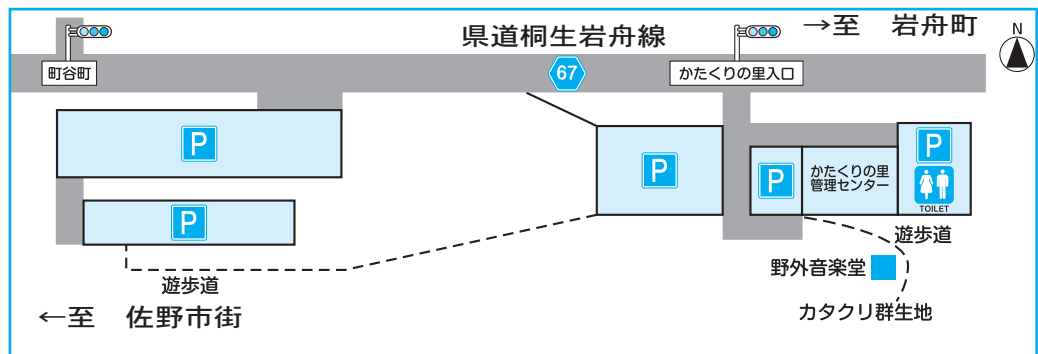 県道桐生岩舟線
→至 岩舟町
N
町谷町
67
かたくりの里入口
P
P
P
P
かたくりの里
管理センター
P
TOILET
遊歩道
野外音楽堂
カタクリ群生地
遊歩道
←至 佐野市街